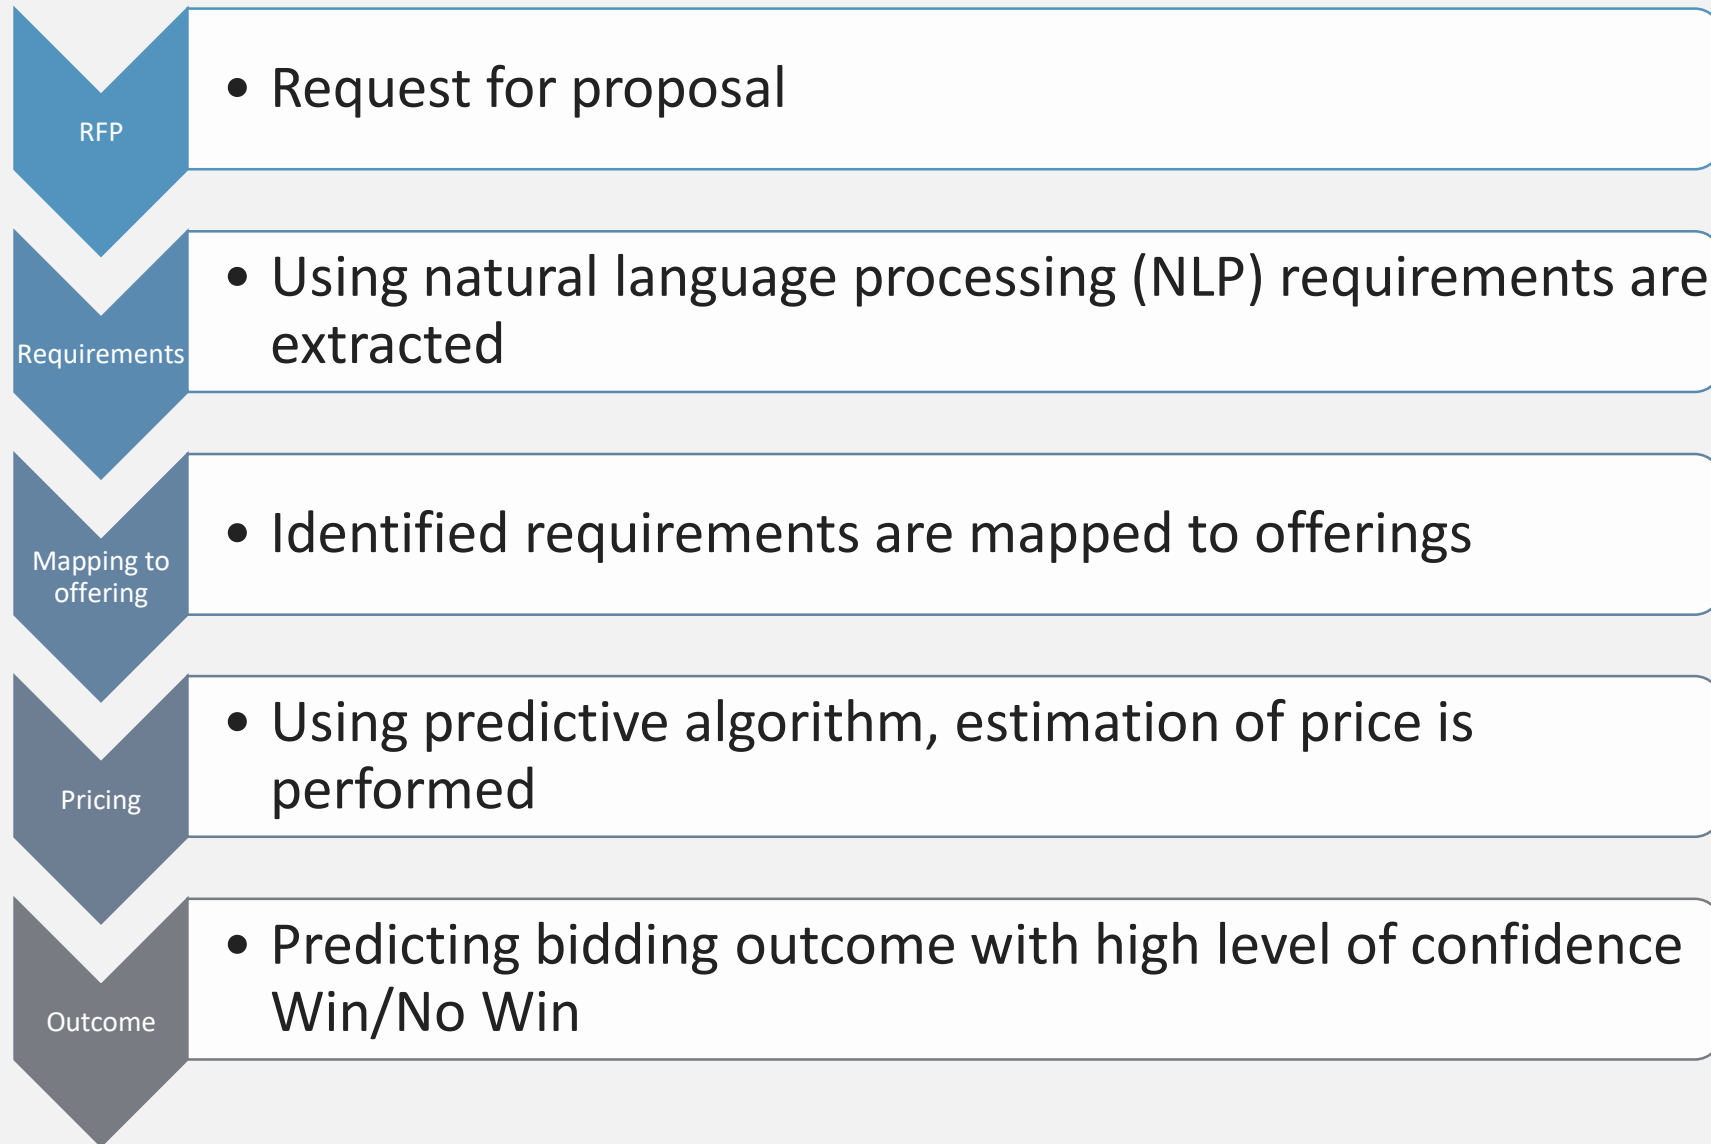 RFP
• Request for proposal
Requirements
• Using natural language processing (NLP) requirements are
extracted
Mapping to
offering
• Identified requirements are mapped to offerings
Pricing
• Using predictive algorithm, estimation of price is
performed
Outcome
• Predicting bidding outcome with high level of confidence
Win/No Win